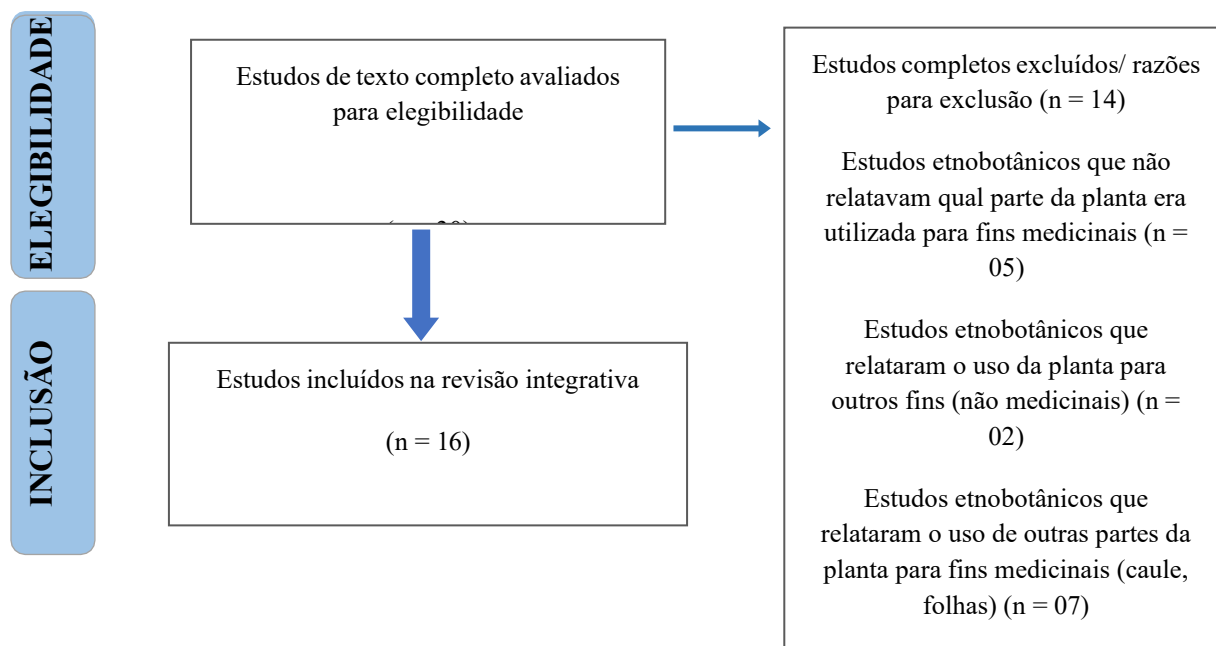 ELEGIBILIDADE
Estudos de texto completo avaliados
para elegibilidade
Estudos completos excluídos/ razões
para exclusão (n = 14)
Estudos etnobotânicos que não
relatavam qual parte da planta era
utilizada para fins medicinais (n =
05)
Estudos etnobotânicos que
relataram o uso da planta para
outros fins (não medicinais) (n =
02)
Estudos etnobotânicos que
relataram o uso de outras partes da
planta para fins medicinais (caule,
folhas) (n = 07)
INCLUSÃO
Estudos incluídos na revisão integrativa
(n = 16)